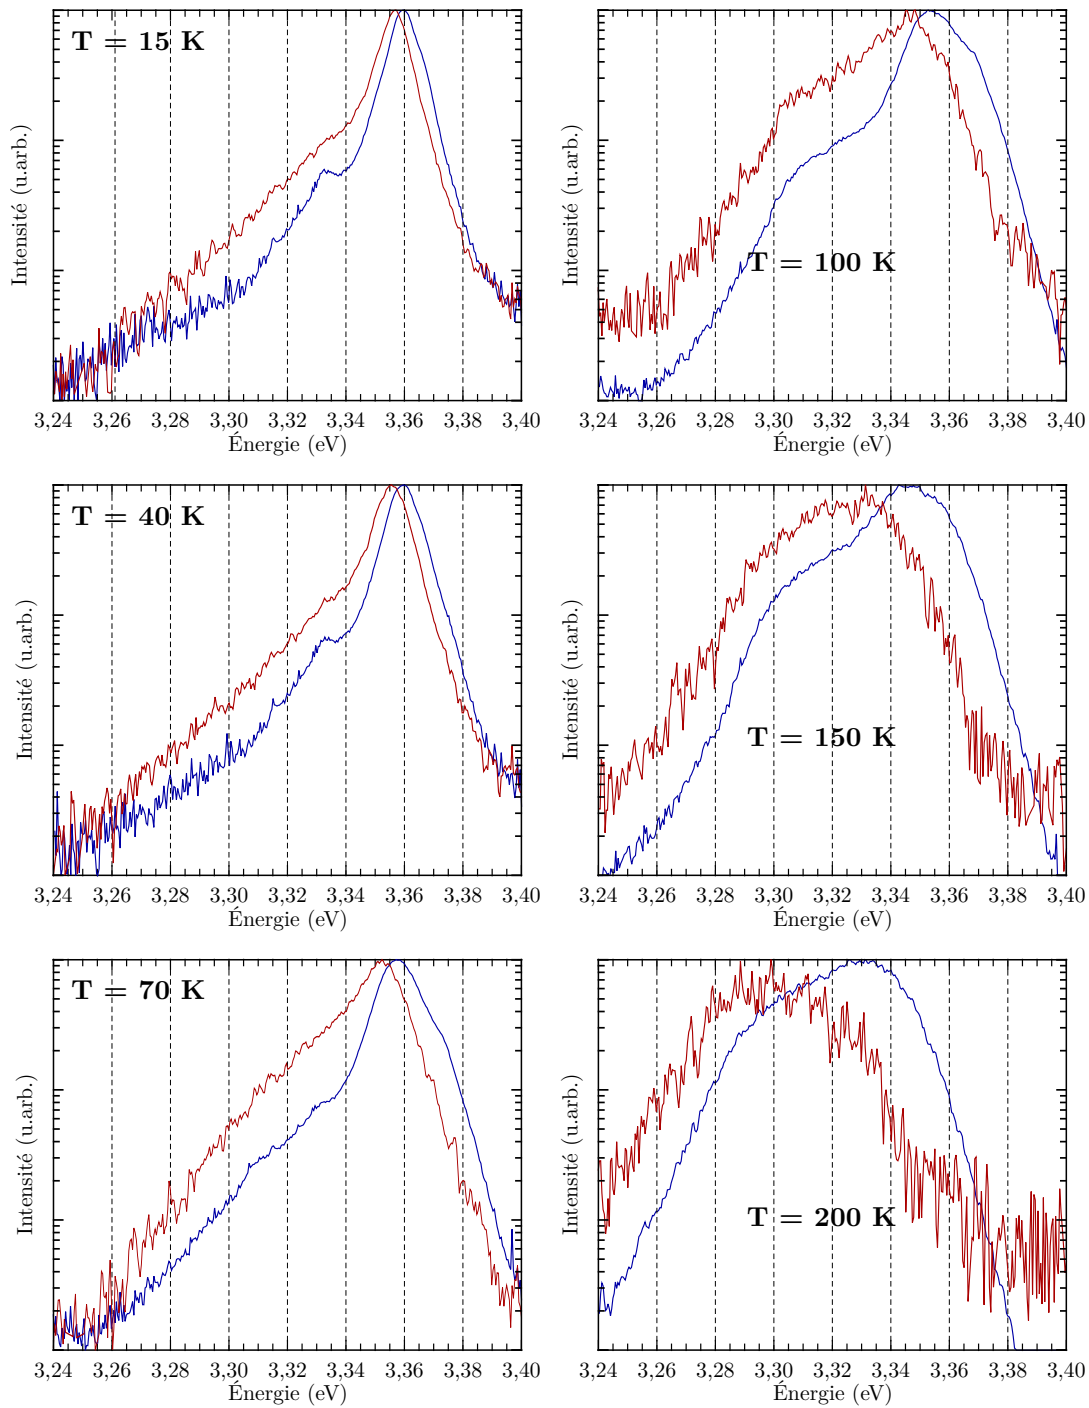 T = 15 K
Intensité (u.arb.)
3,24 3,26 3,28 3,30 3,32 3,34 3,36 3,38 3,40
Énergie (eV)
T = 100 K
Intensité (u.arb.)
3,24 3,26 3,28 3,30 3,32 3,34 3,36 3,38 3,40
Énergie (eV)
T = 40 K
Intensité (u.arb.)
3,24 3,26 3,28 3,30 3,32 3,34 3,36 3,38 3,40
Énergie (eV)
T = 150 K
Intensité (u.arb.)
3,24 3,26 3,28 3,30 3,32 3,34 3,36 3,38 3,40
Énergie (eV)
T = 70 K
Intensité (u.arb.)
3,24 3,26 3,28 3,30 3,32 3,34 3,36 3,38 3,40
Énergie (eV)
T = 200 K
Intensité (u.arb.)
3,24 3,26 3,28 3,30 3,32 3,34 3,36 3,38 3,40
Énergie (eV)